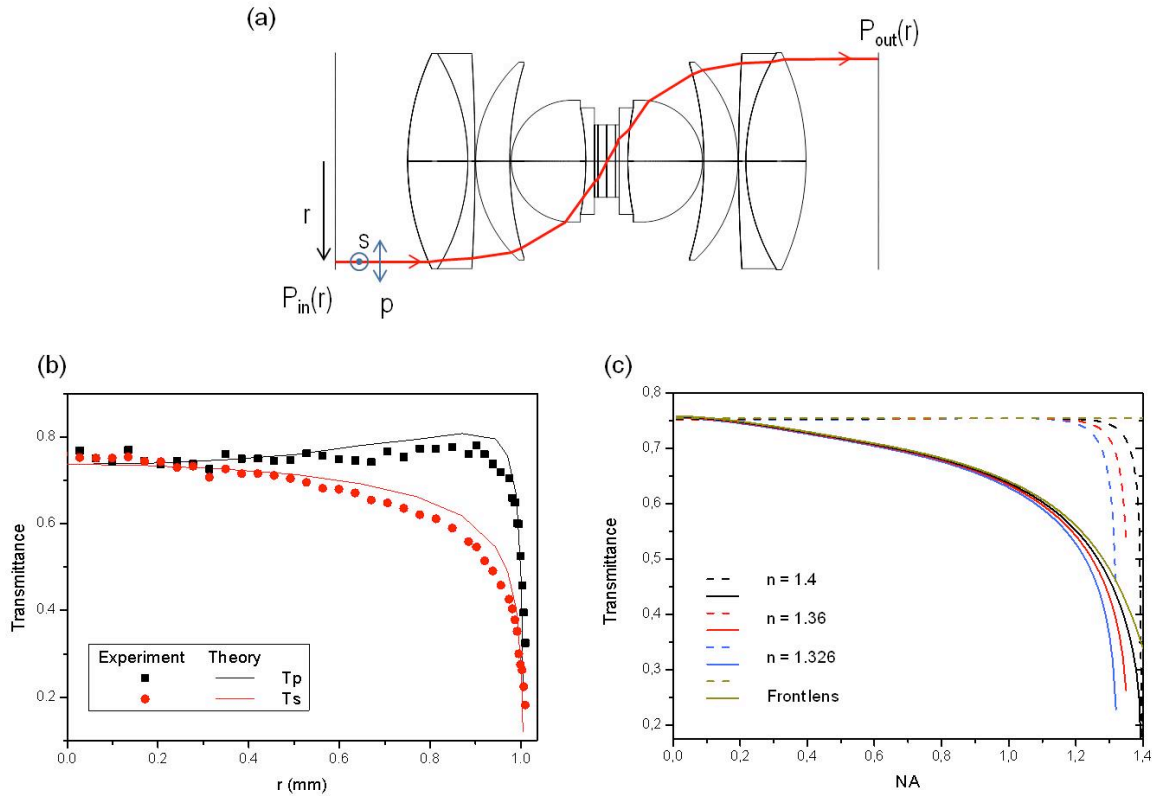 (a)
P_out(r)
r
S
P_in(r)
p
(b)
Transmittance
0.8
0.6
0.4
0.2
0.0 0.2 0.4 0.6 0.8 1.0
r (mm)
Experiment Theory
Tp
Ts
(c)
Transmittance
0,8
0,7
0,6
0,5
0,4
0,3
0,2
0,0 0,2 0,4 0,6 0,8 1,0 1,2 1,4
NA
n = 1.4
n = 1.36
n = 1.326
Frontlens